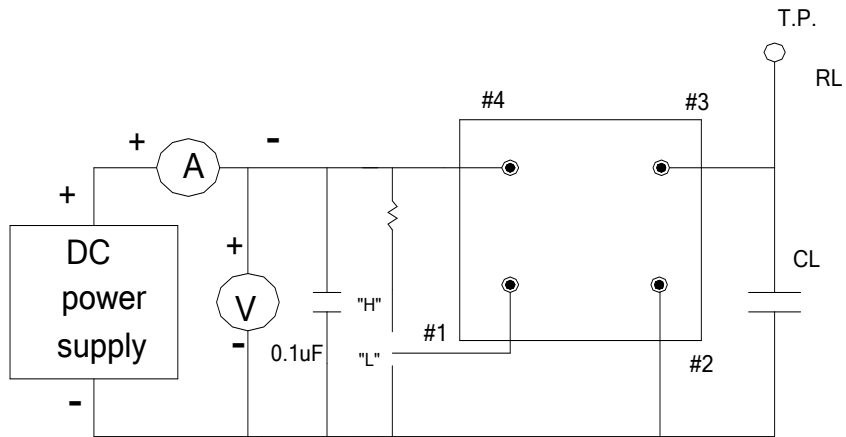 T.P.
RL
#4
#3
+
-
A
+
DC
power
supply
-
+
V
-
0.1uF
"H"
"L"
#1
CL
#2